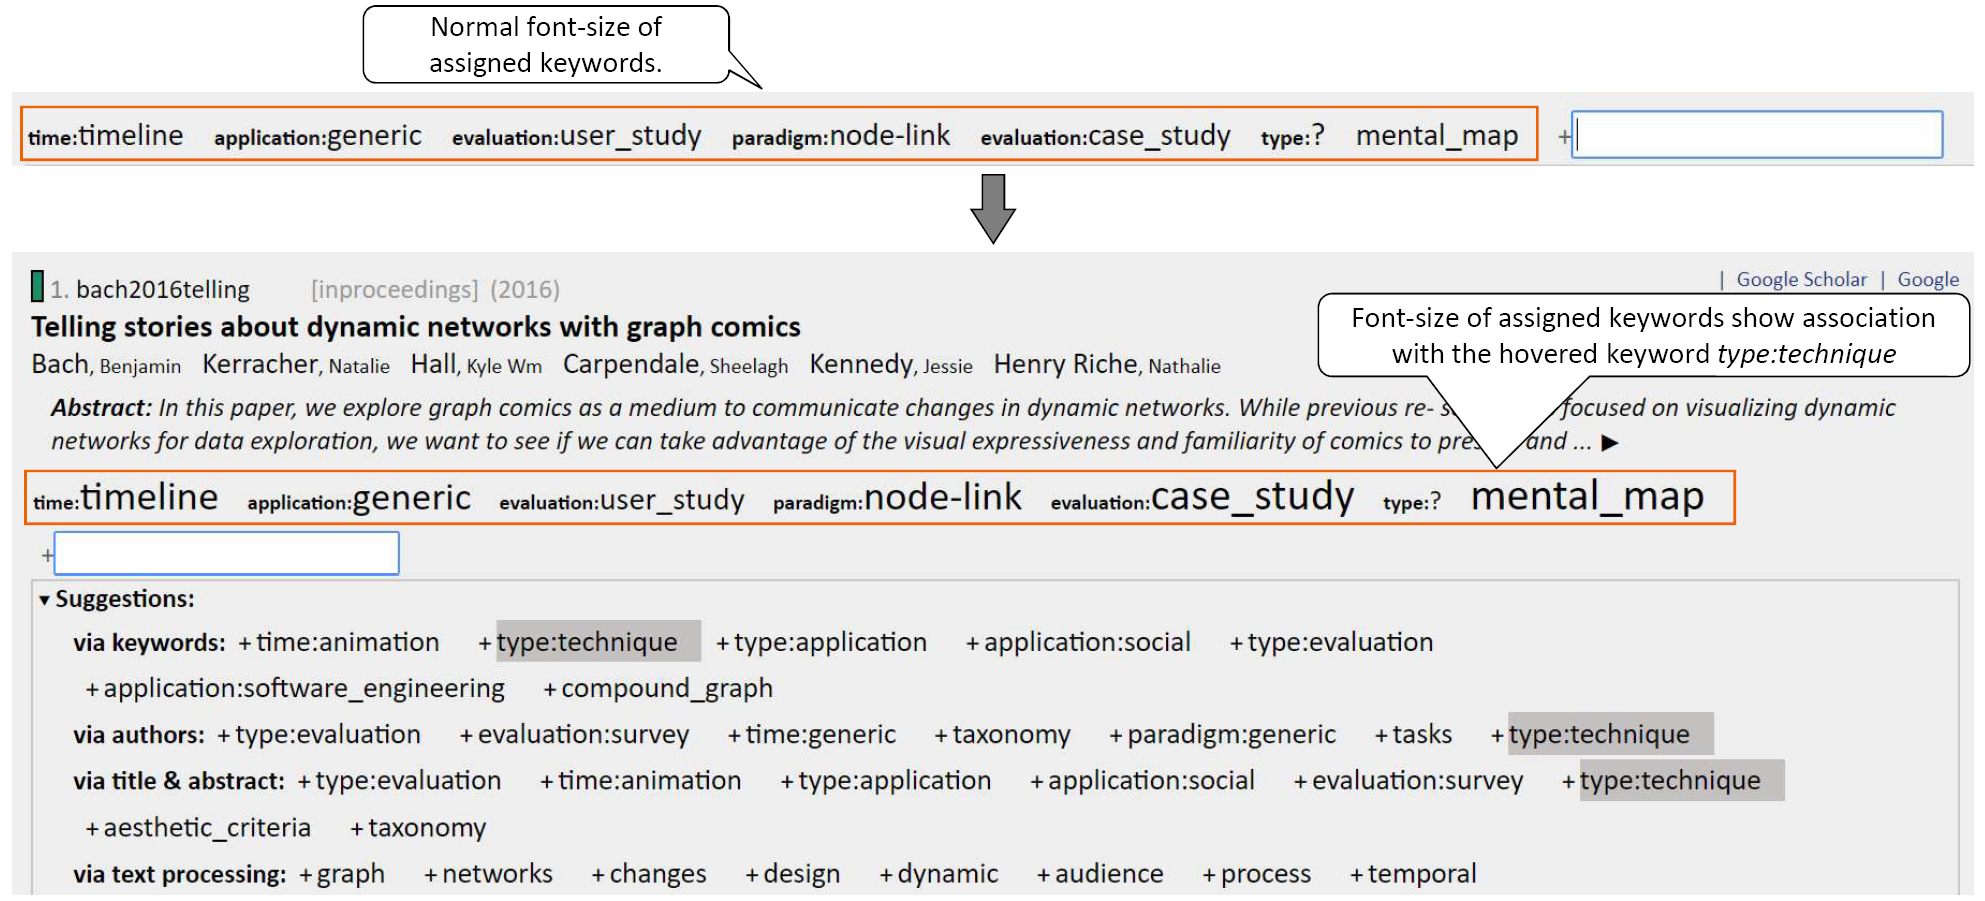 Normal font-size of
assigned keywords.
time:timeline application:generic evaluation:user_study paradigm:node-link evaluation:case_study type:? mental_map +
1. bach2016telling [inproceedings] (2016) | Google Scholar | Google
Telling stories about dynamic networks with graph comics
Font-size of assigned keywords show association
with the hovered keyword type:technique
Bach, Benjamin Kerracher, Natalie Hall, Kyle Wm Carpendale, Sheelagh Kennedy, Jessie Henry Riche, Nathalie
Abstract: In this paper, we explore graph comics as a medium to communicate changes in dynamic networks. While previous re- focused on visualizing dynamic
networks for data exploration, we want to see if we can take advantage of the visual expressiveness and familiarity of comics to and ... ▶
time:timeline application:generic evaluation:user_study paradigm:node-link evaluation:case_study type:? mental_map
+
▾ Suggestions:
via keywords: +time:animation +type:technique +type:application +application:social +type:evaluation
+application:software_engineering +compound_graph
via authors: +type:evaluation +evaluation:survey +time:generic +taxonomy +paradigm:generic +tasks +type:technique
via title & abstract: +type:evaluation +time:animation +type:application +application:social +evaluation:survey +type:technique
+aesthetic_criteria +taxonomy
via text processing: +graph +networks +changes +design +dynamic +audience +process +temporal